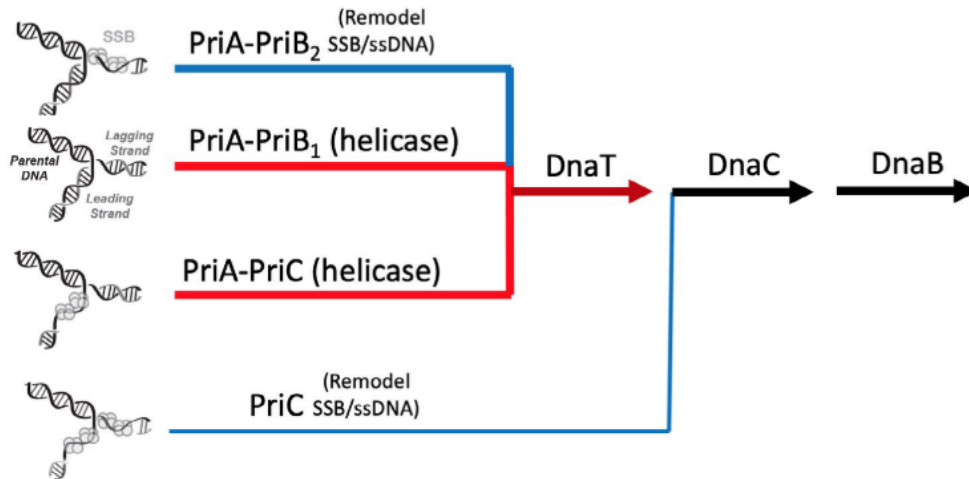 SSB
PriA-PriB2
(Remodel
SSB/ssDNA)
PriA-PriB1 (helicase)
Lagging
Strand
Parental
DNA
Leading
Strand
DnaT
DnaC
DnaB
PriA-PriC (helicase)
PriC
(Remodel
SSB/ssDNA)